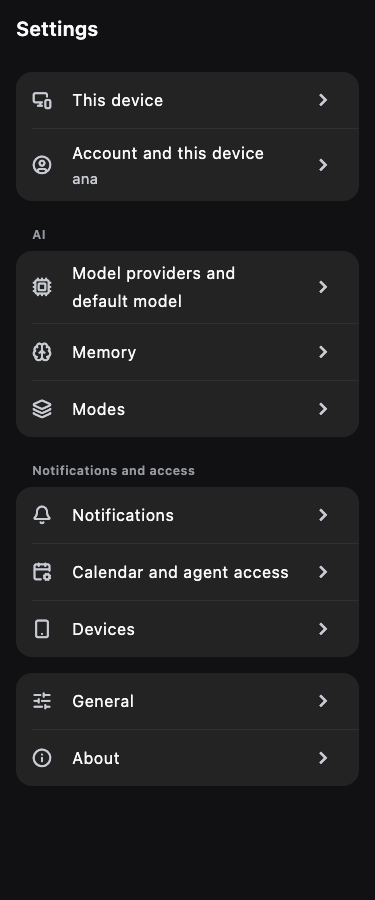 Settings
This device
Account and this device
ana
AI
Model providers and
default model
Memory
Modes
Notifications and access
Notifications
Calendar and agent access
Devices
General
About